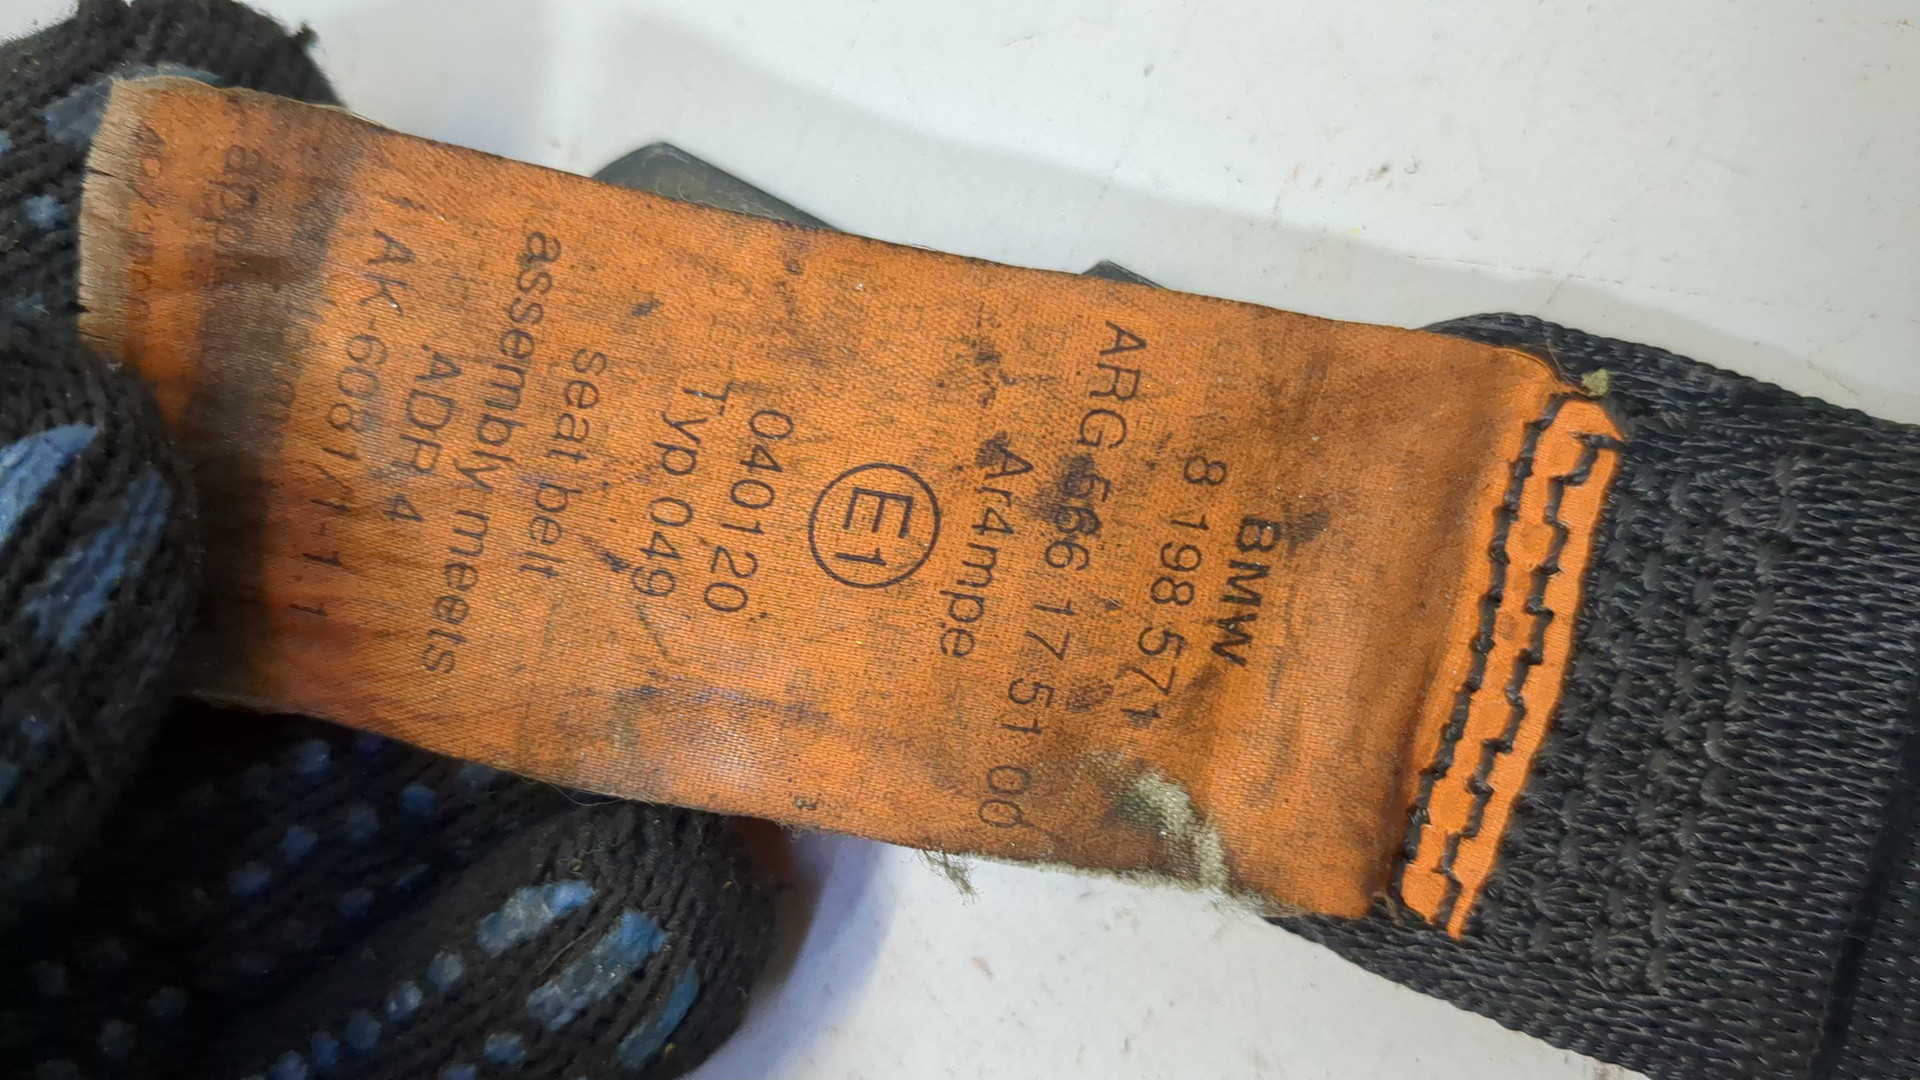 BMW
8 198 571
ARG 566 17 51 00
Ar4mpe
E1
040120
Typ 049
seat belt
assembly meets
ADR 4
AK-6081/1-1 1